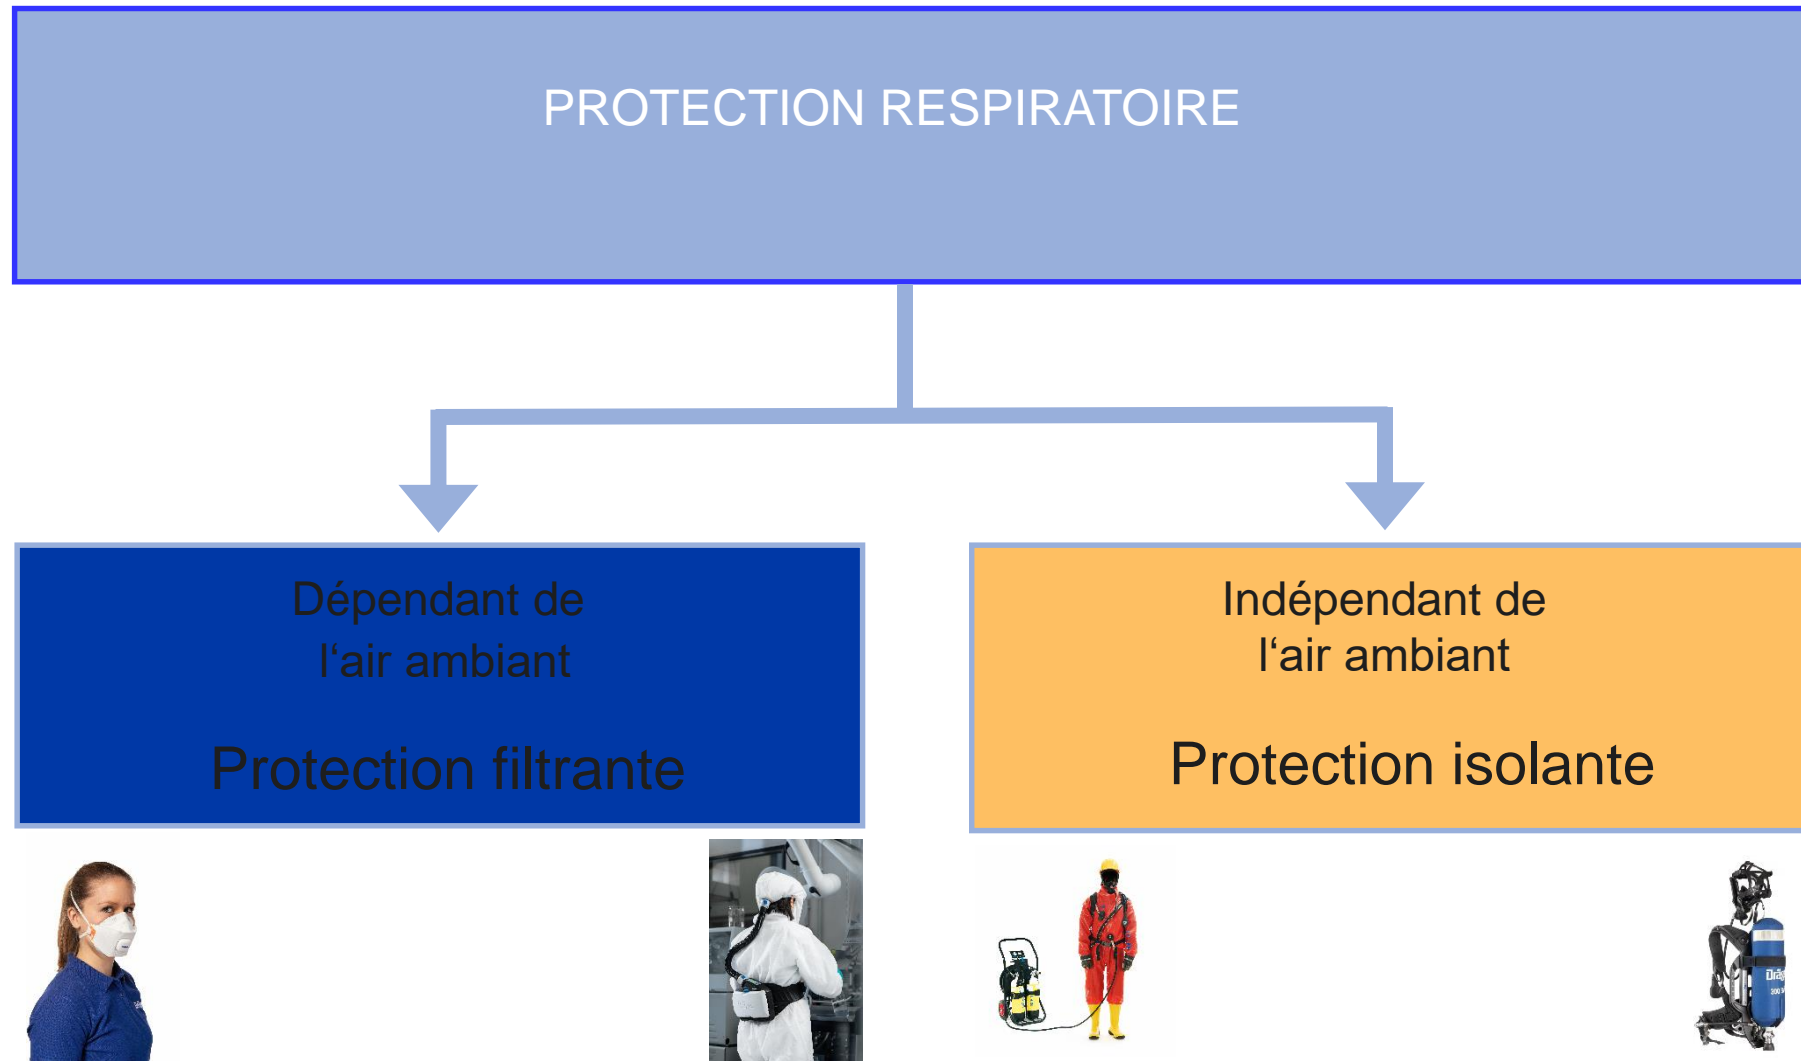 PROTECTION RESPIRATOIRE
Dépendant de
l‘air ambiant
Protection filtrante
Indépendant de
l‘air ambiant
Protection isolante